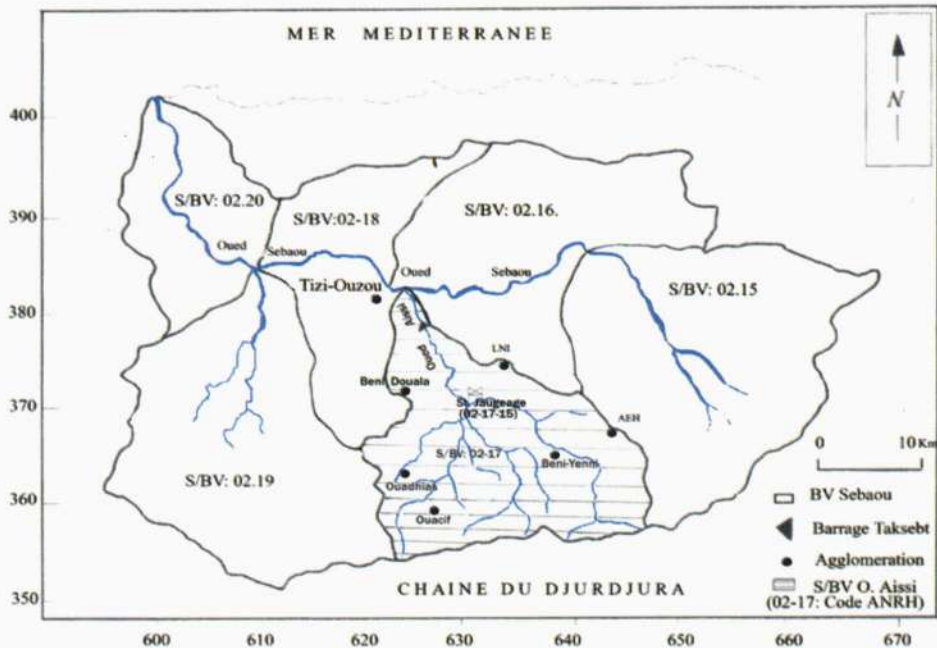 MER MEDITERRANEE
N
400
390
380
370
360
350
S/BV: 02.20
S/BV:02-18
S/BV: 02.16.
Oued Sebaou
Oued Sebaou
S/BV: 02.15
Tizi-Ouzou
Oued Aissi
LNI
Beni Douala
St. Jaugeage
(02-17-15)
AEH
S/BV: 02-17
Beni-Yenni
S/BV: 02.19
Ouadhias
Ouacif
0 10 Km
BV Sebaou
Barrage Taksebt
Agglomeration
S/BV O. Aissi
(02-17: Code ANRH)
CHAINE DU DJURDJURA
600 610 620 630 640 650 660 670